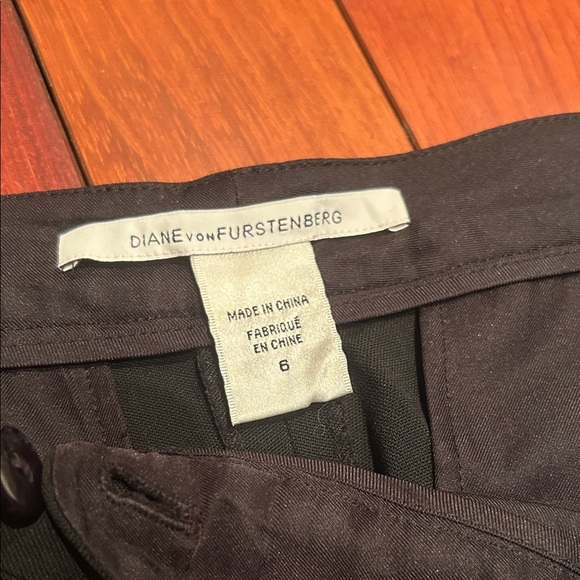 DIANE VON FURSTENBERG
MADE IN CHINA
FABRIQUÉ
EN CHINE
6